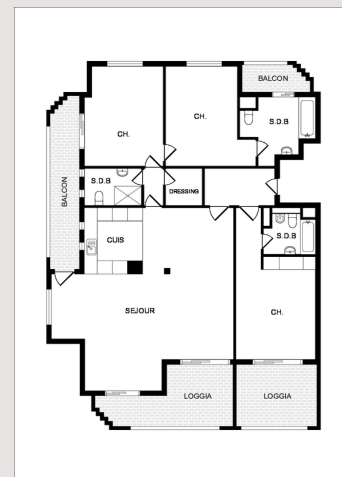 BALCON
CH.
CH.
S.D.B
S.D.B
DRESSING
BALCON
CUIS
S.D.B
SEJOUR
CH.
LOGGIA
LOGGIA